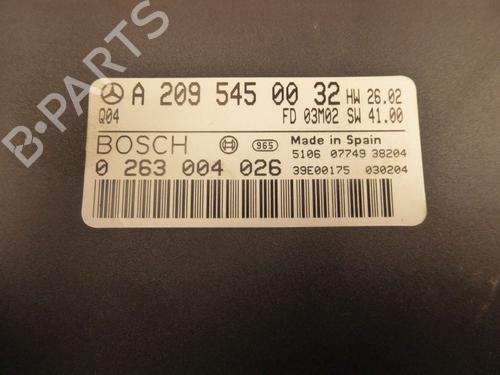 A 209 545 00 32 HW 26.02
Q04 FD 03M02 SW 41.00
BOSCH 965 Made in Spain
5106 07749 38204
0 263 004 026 39E00175 030204
B-PARTS